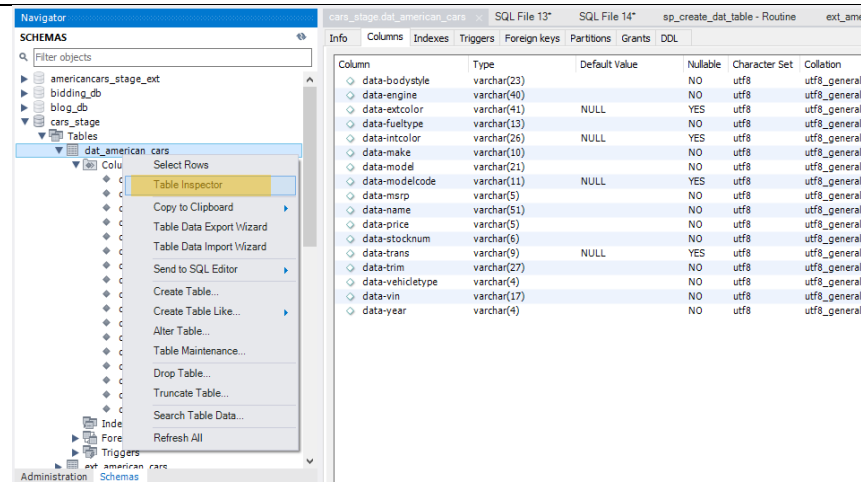 Navigator
SCHEMAS
Filter objects
americancars_stage_ext
bidding_db
blog_db
cars_stage
Tables
dat_american_cars
Colu
Select Rows
Table Inspector
Copy to Clipboard
Table Data Export Wizard
Table Data Import Wizard
Send to SQL Editor
Create Table...
Create Table Like...
Alter Table...
Table Maintenance...
Drop Table...
Truncate Table...
Search Table Data...
Refresh All
Inde
Fore
Triggers
ext_american_cars
Administration Schemas
cars_stage.dat_american_cars SQL File 13* SQL File 14* sp_create_dat_table - Routine ext_ame
Info Columns Indexes Triggers Foreign keys Partitions Grants DDL
Column Type Default Value Nullable Character Set Collation
data-bodystyle varchar(23) NO utf8 utf8_general
data-engine varchar(40) NO utf8 utf8_general
data-extcolor varchar(41) NULL YES utf8 utf8_general
data-fueltype varchar(13) NO utf8 utf8_general
data-intcolor varchar(26) NULL YES utf8 utf8_general
data-make varchar(10) NO utf8 utf8_general
data-model varchar(21) NO utf8 utf8_general
data-modelcode varchar(11) NULL YES utf8 utf8_general
data-msrp varchar(5) NO utf8 utf8_general
data-name varchar(51) NO utf8 utf8_general
data-price varchar(5) NO utf8 utf8_general
data-stocknum varchar(6) NO utf8 utf8_general
data-trans varchar(9) NULL YES utf8 utf8_general
data-trim varchar(27) NO utf8 utf8_general
data-vehicletype varchar(4) NO utf8 utf8_general
data-vin varchar(17) NO utf8 utf8_general
data-year varchar(4) NO utf8 utf8_general